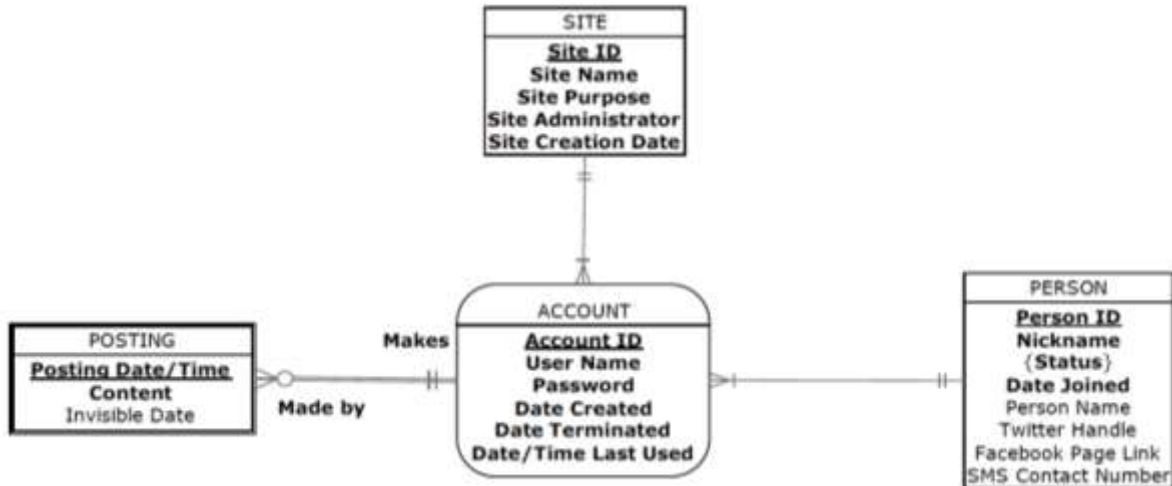 SITE
Site ID
Site Name
Site Purpose
Site Administrator
Site Creation Date
POSTING
Posting Date/Time
Content
Invisible Date
Makes
Made by
ACCOUNT
Account ID
User Name
Password
Date Created
Date Terminated
Date/Time Last Used
PERSON
Person ID
Nickname
{Status}
Date Joined
Person Name
Twitter Handle
Facebook Page Link
SMS Contact Number